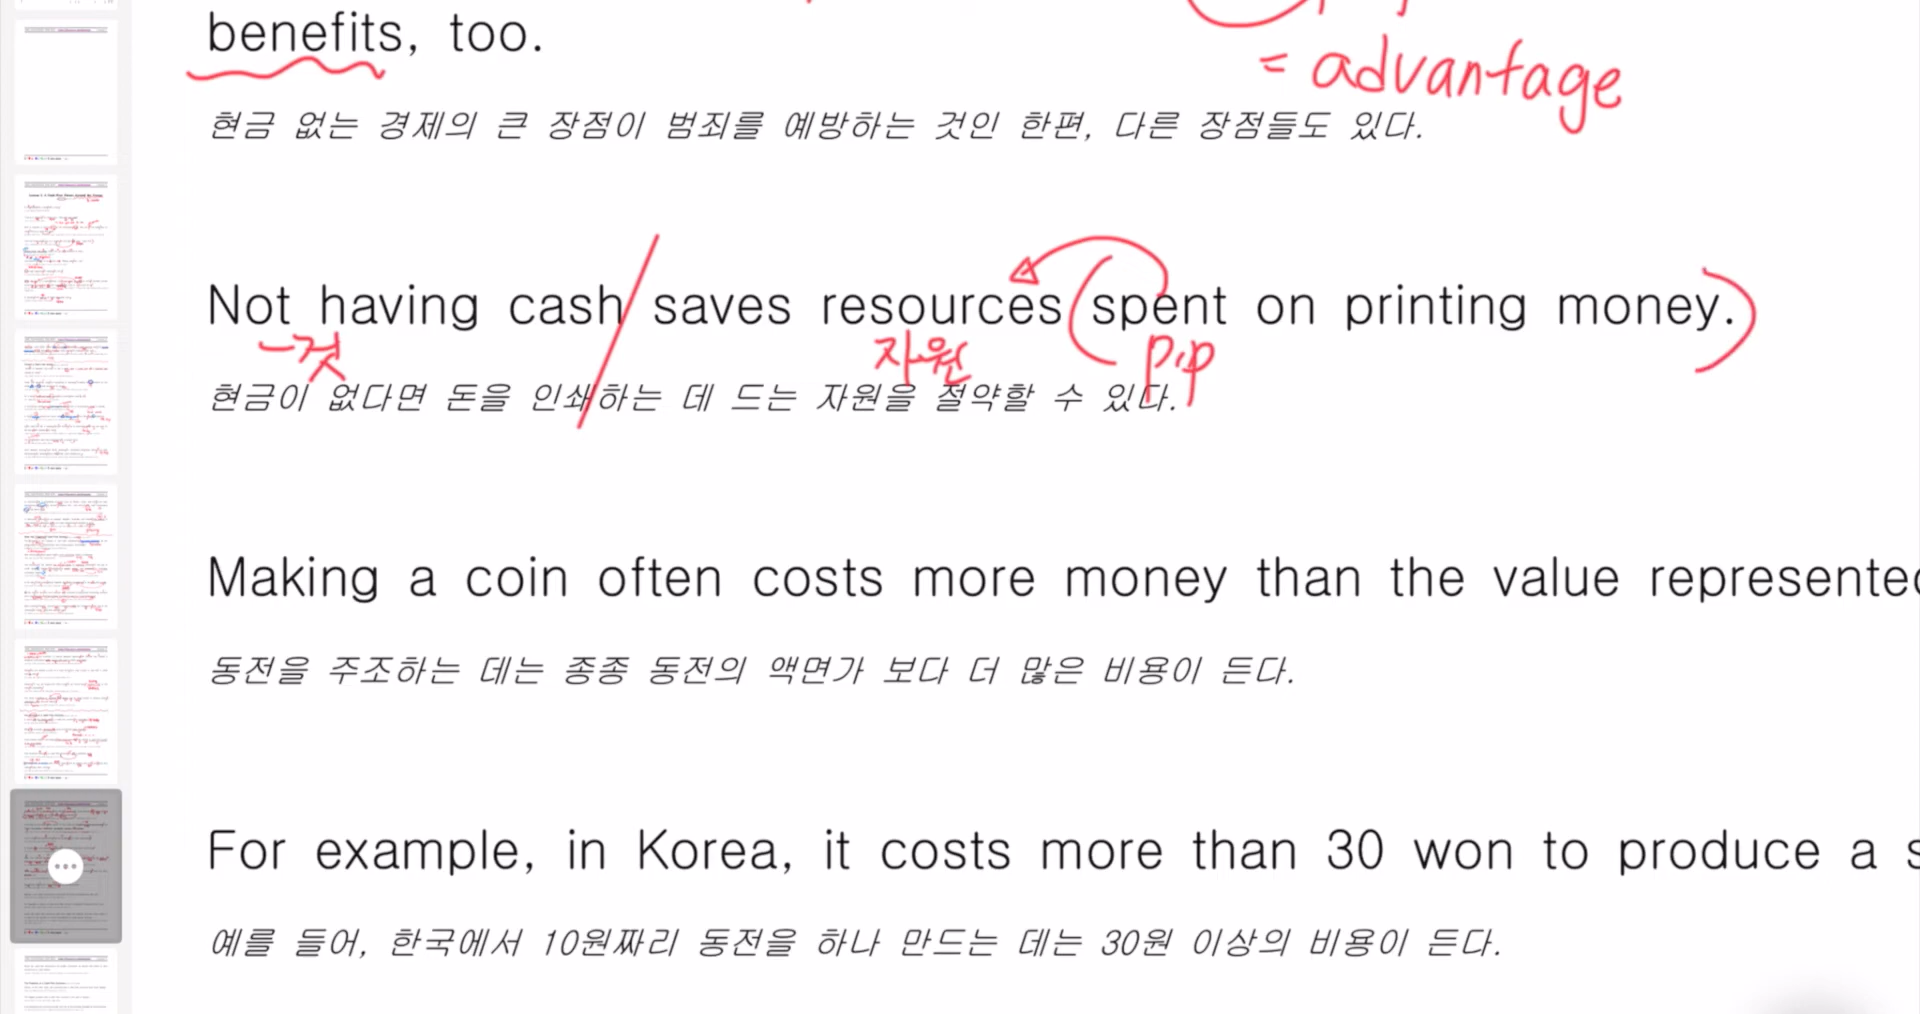 benefits, too.
= advantage
현금 없는 경제의 큰 장점이 범죄를 예방하는 것인 한편, 다른 장점들도 있다.
Not having cash saves resources spent on printing money.
~것 자원 p.p
현금이 없다면 돈을 인쇄하는 데 드는 자원을 절약할 수 있다.
Making a coin often costs more money than the value represented
동전을 주조하는 데는 종종 동전의 액면가 보다 더 많은 비용이 든다.
For example, in Korea, it costs more than 30 won to produce a s
예를 들어, 한국에서 10원짜리 동전을 하나 만드는 데는 30원 이상의 비용이 든다.